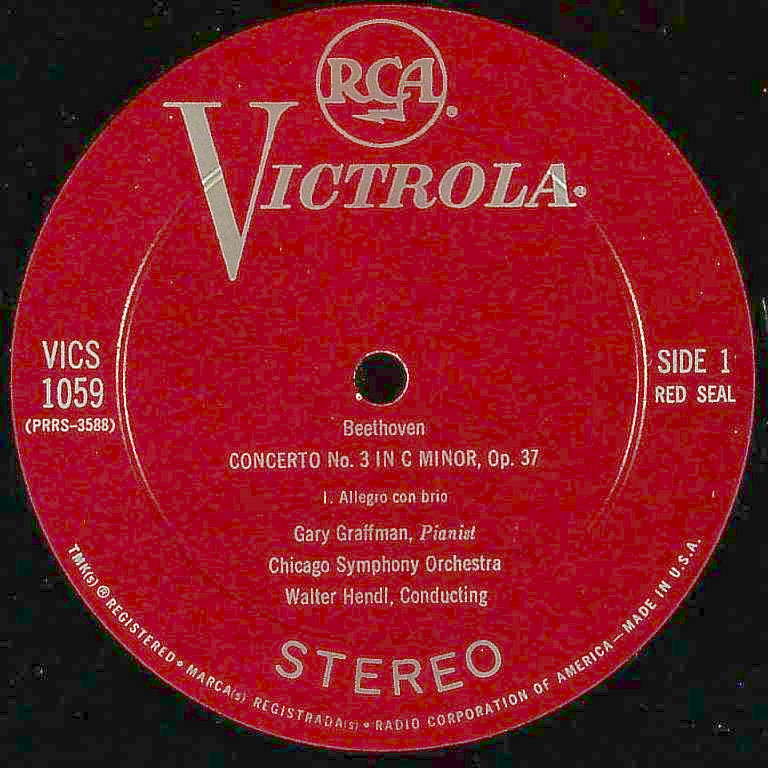 RCA
VICTROLA®
VICS
1059
(PRRS-3588)
SIDE 1
RED SEAL
Beethoven
CONCERTO No. 3 IN C MINOR, Op. 37
I. Allegro con brio
Gary Graffman, Pianist
Chicago Symphony Orchestra
Walter Hendl, Conducting
STEREO
TMK(s) ® REGISTERED • MARCA(s) REGISTRADA(s) • RADIO CORPORATION OF AMERICA — MADE IN U.S.A.